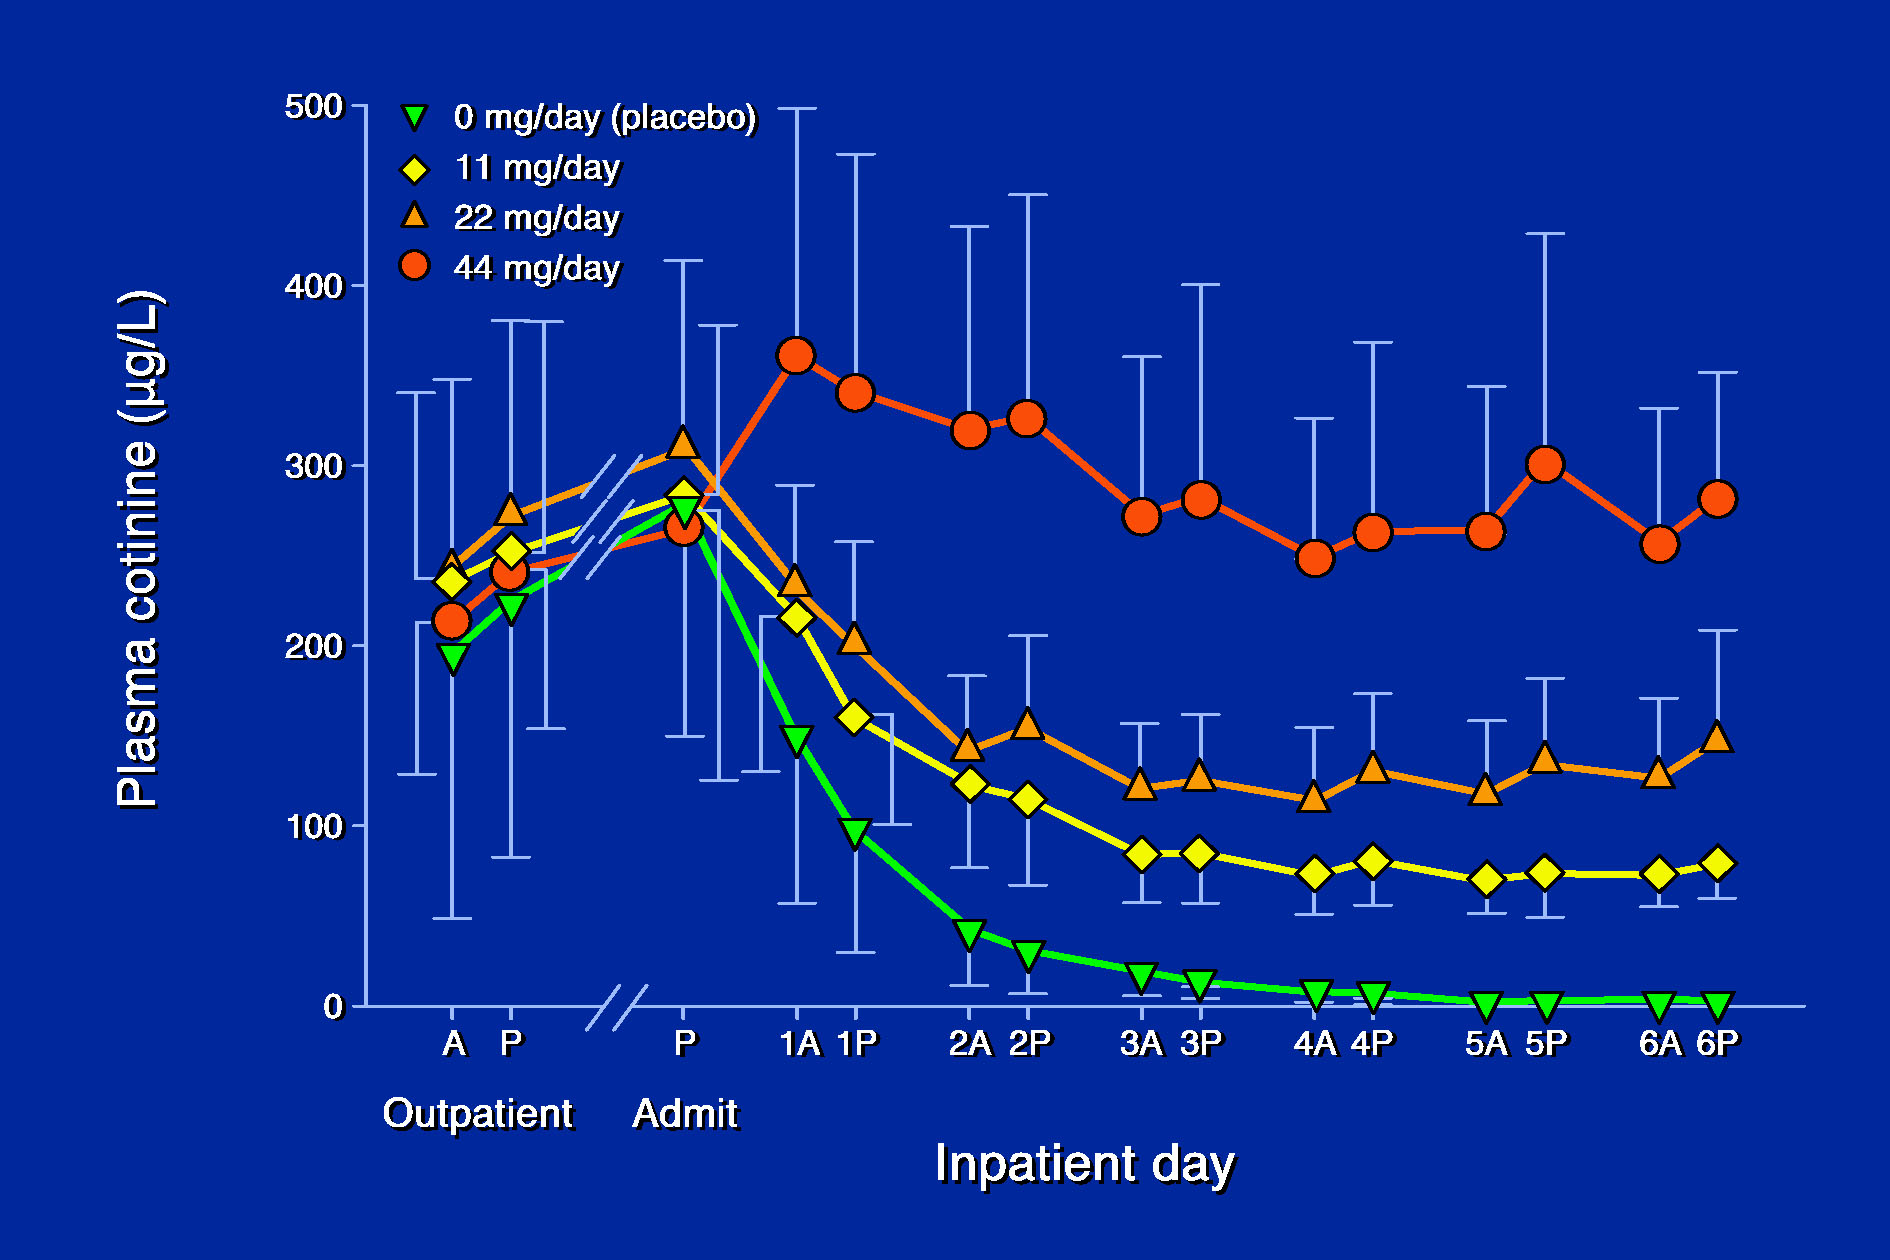 500
400
300
200
100
0
Plasma cotinine (µg/L)
0 mg/day (placebo)
11 mg/day
22 mg/day
44 mg/day
A P P 1A 1P 2A 2P 3A 3P 4A 4P 5A 5P 6A 6P
Outpatient Admit
Inpatient day